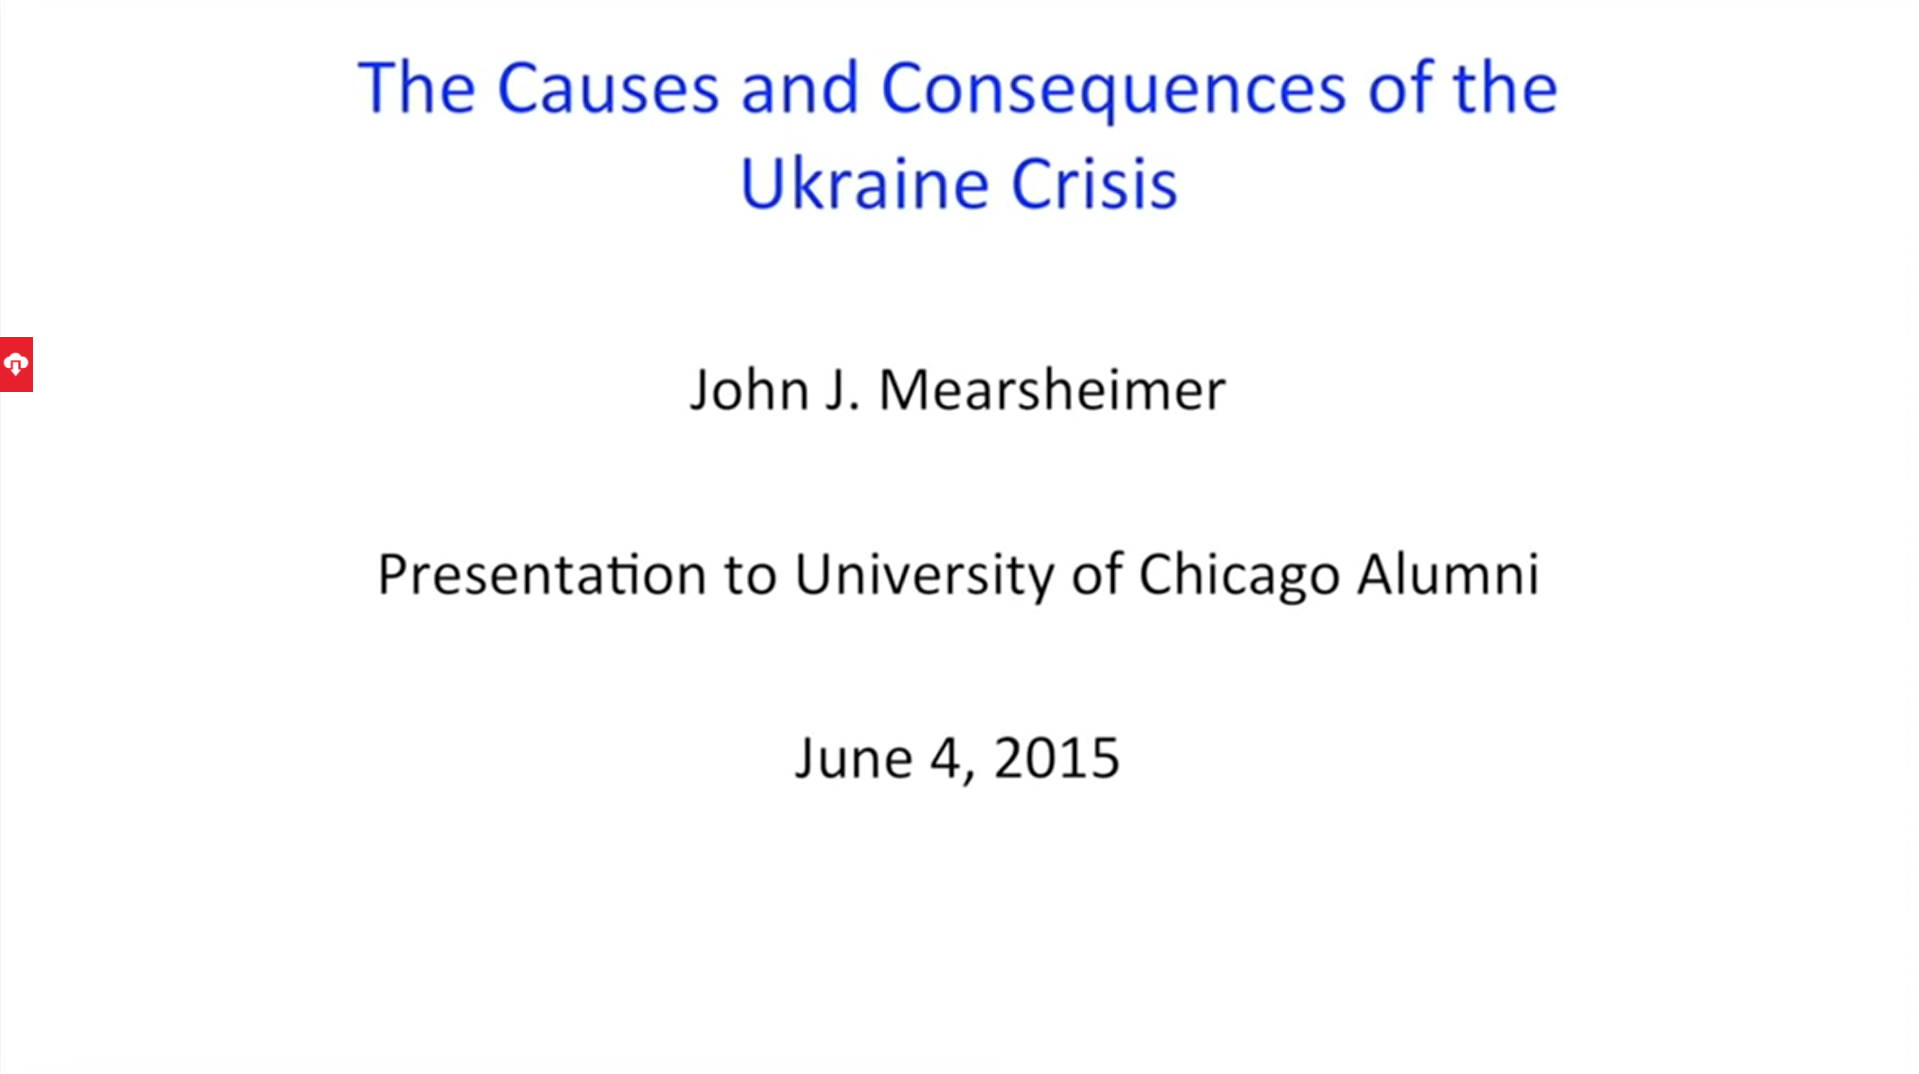 The Causes and Consequences of the
Ukraine Crisis
John J. Mearsheimer
Presentation to University of Chicago Alumni
June 4, 2015